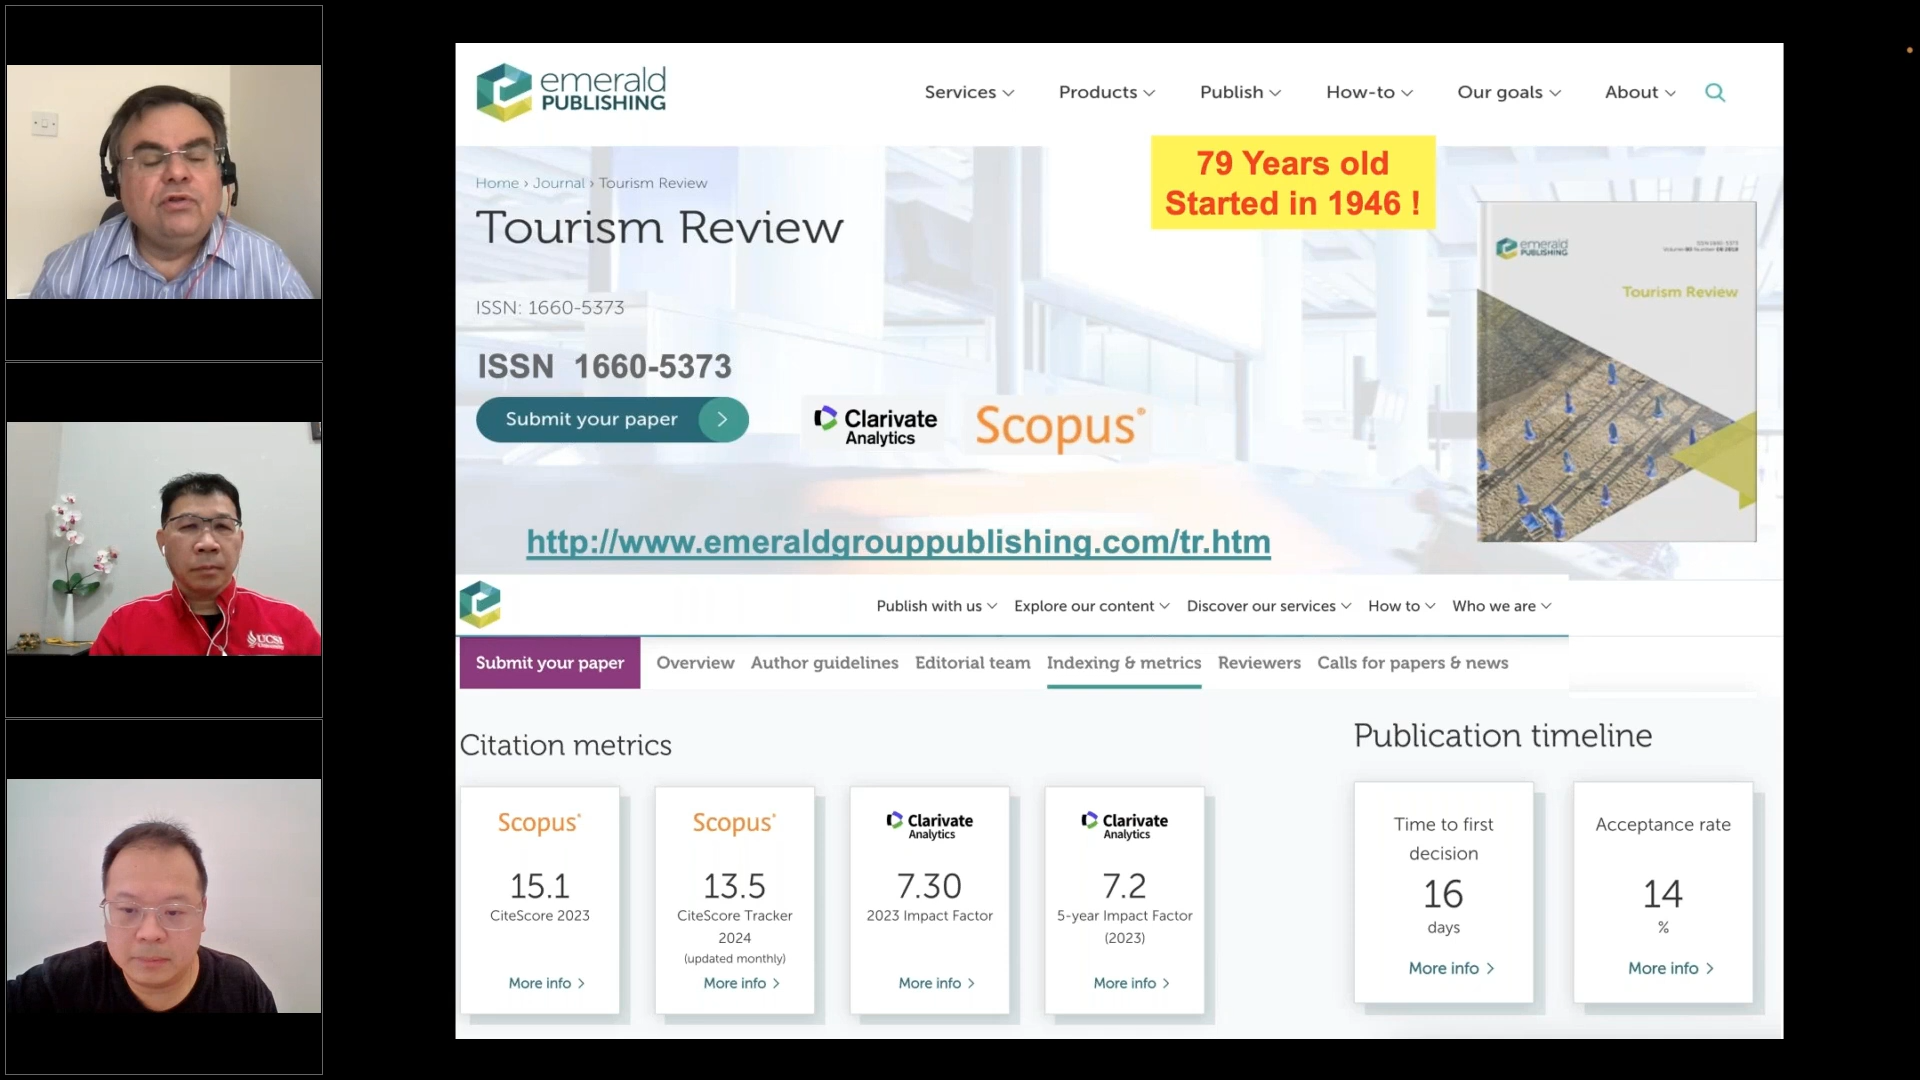 emerald
PUBLISHING
Services
Products
Publish
How-to
Our goals
About
79 Years old
Started in 1946 !
Home › Journal › Tourism Review
Tourism Review
ISSN: 1660-5373
ISSN 1660-5373
Submit your paper
Clarivate
Analytics
Scopus
http://www.emeraldgrouppublishing.com/tr.htm
emerald
PUBLISHING
Tourism Review
Publish with us
Explore our content
Discover our services
How to
Who we are
Submit your paper
Overview
Author guidelines
Editorial team
Indexing & metrics
Reviewers
Calls for papers & news
Citation metrics
Scopus
15.1
CiteScore 2023
More info
Scopus
13.5
CiteScore Tracker
2024
(updated monthly)
More info
Clarivate
Analytics
7.30
2023 Impact Factor
More info
Clarivate
Analytics
7.2
5-year Impact Factor
(2023)
More info
Publication timeline
Time to first
decision
16
days
More info
Acceptance rate
14
%
More info
UCSI